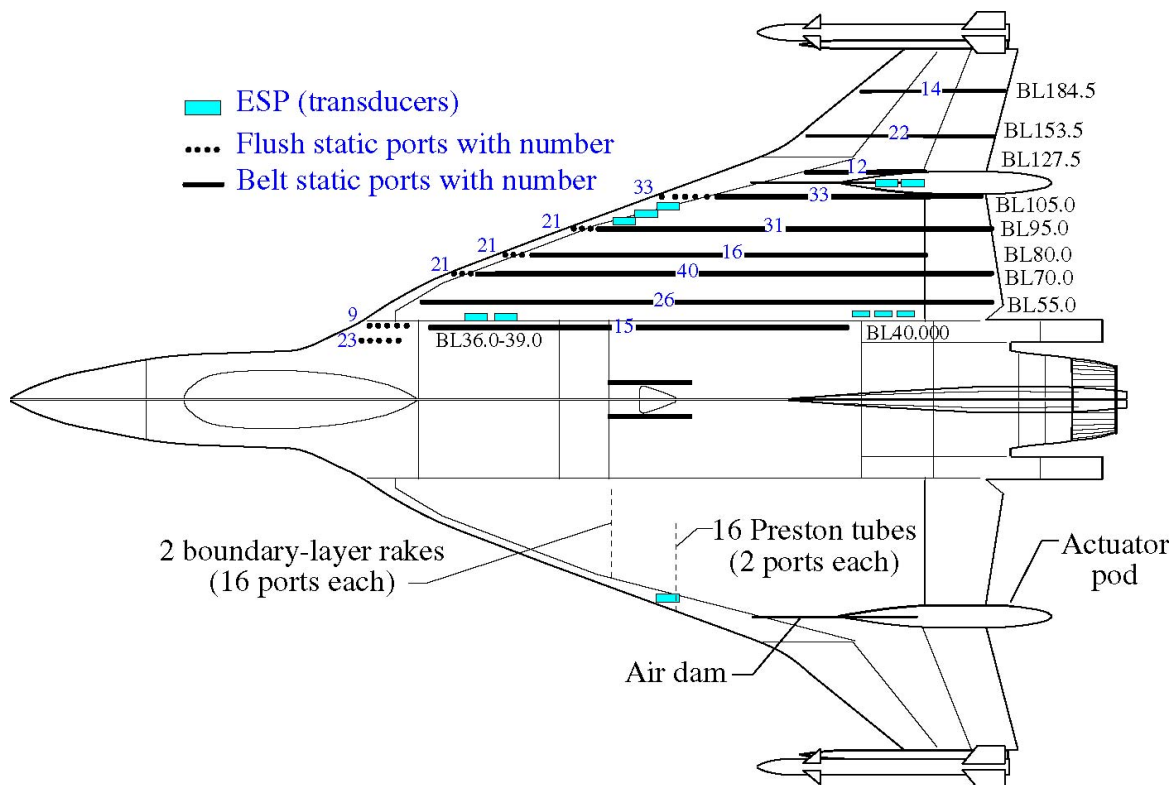 ESP (transducers)
Flush static ports with number
Belt static ports with number
14
BL184.5
22
BL153.5
BL127.5
12
33
33
BL105.0
21
31
BL95.0
21
16
BL80.0
21
40
BL70.0
26
BL55.0
9
15
BL40.000
23
BL36.0-39.0
2 boundary-layer rakes
(16 ports each)
16 Preston tubes
(2 ports each)
Actuator
pod
Air dam